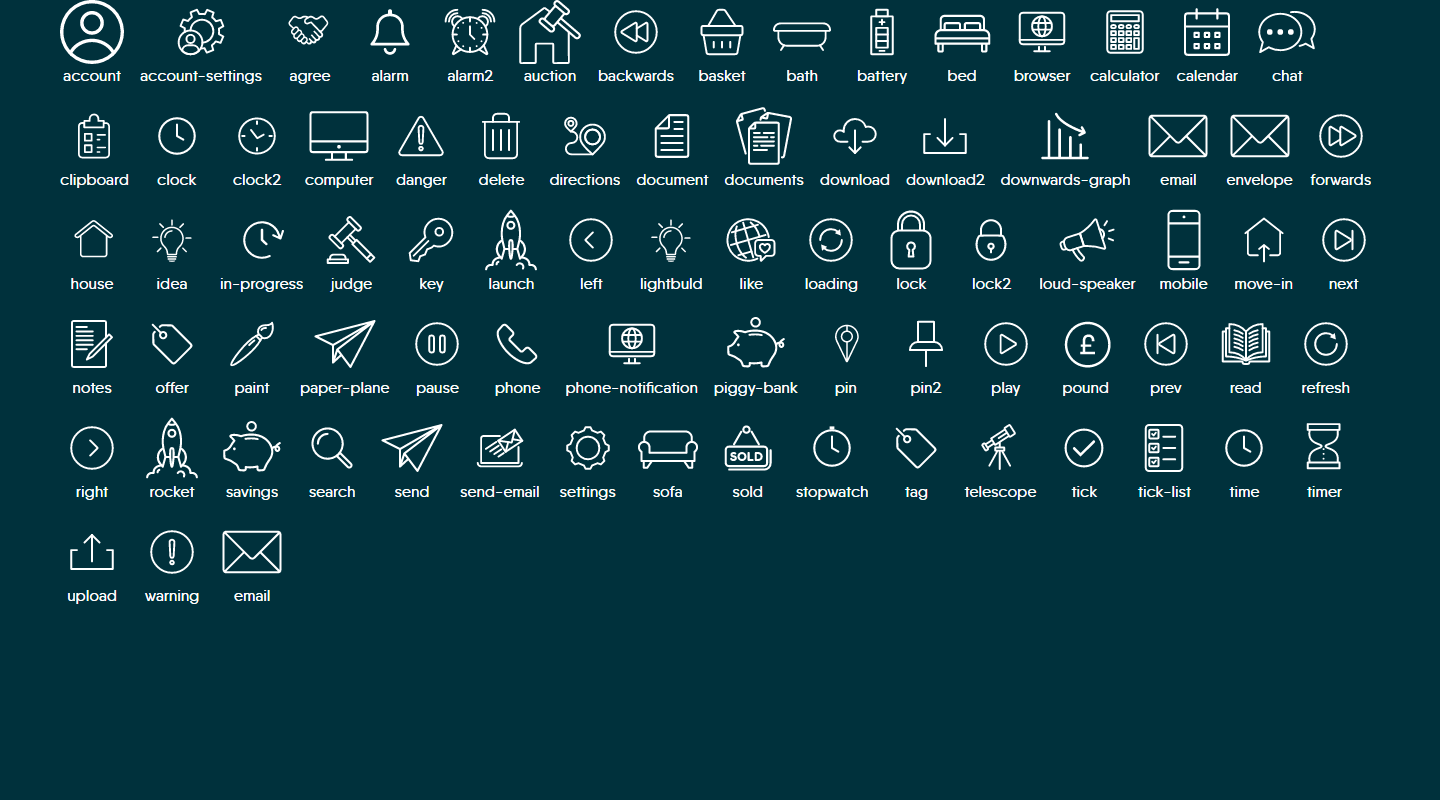 account account-settings agree alarm alarm2 auction backwards basket bath battery bed browser calculator calendar chat
clipboard clock clock2 computer danger delete directions document documents download download2 downwards-graph email envelope forwards
house idea in-progress judge key launch left lightbuld like loading lock lock2 loud-speaker mobile move-in next
£
notes offer paint paper-plane pause phone phone-notification piggy-bank pin pin2 play pound prev read refresh
SOLD
right rocket savings search send send-email settings sofa sold stopwatch tag telescope tick tick-list time timer
upload warning email